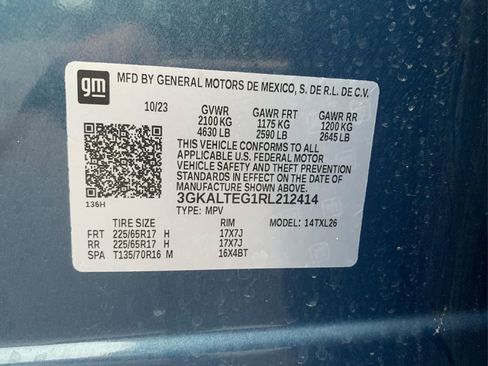 gm
MFD BY GENERAL MOTORS DE MEXICO, S. DE R.L. DE C.V.
10/23 GVWR GAWR FRT GAWR RR
2100 KG 1175 KG 1200 KG
4630 LB 2590 LB 2645 LB
THIS VEHICLE CONFORMS TO ALL
APPLICABLE U.S. FEDERAL MOTOR
VEHICLE SAFETY AND THEFT PREVENTION
STANDARDS IN EFFECT ON THE DATE OF
MANUFACTURE SHOWN ABOVE.
136H 3GKALTEG1RL212414
TYPE: MPV
TIRE SIZE RIM MODEL: 14TXL26
FRT 225/65R17 H 17X7J
RR 225/65R17 H 17X7J
SPA T135/70R16 M 16X4BT